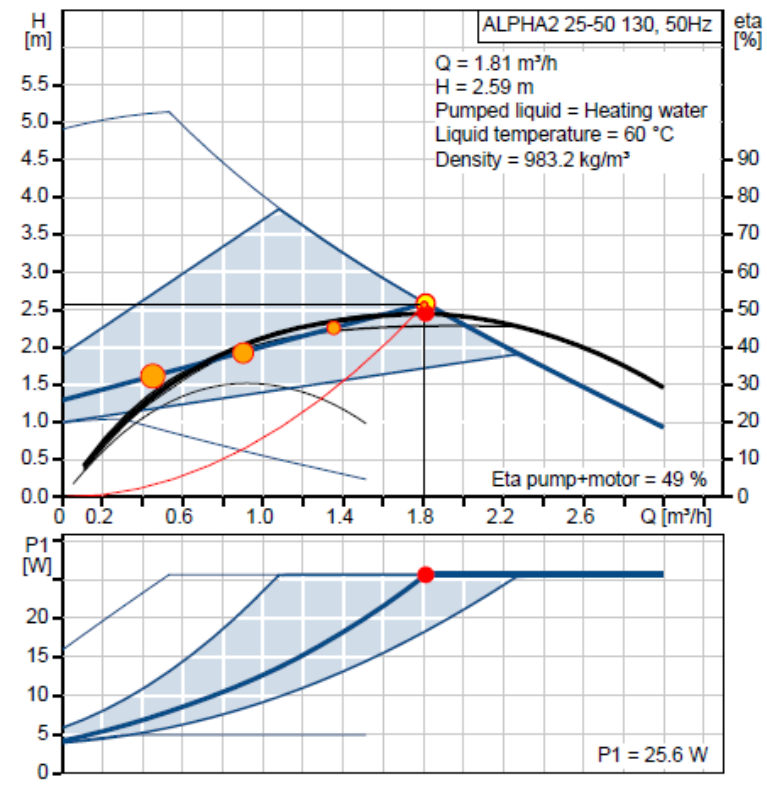 H
[m]
ALPHA2 25-50 130, 50Hz
eta
[%]
Q = 1.81 m³/h
H = 2.59 m
Pumped liquid = Heating water
Liquid temperature = 60 °C
Density = 983.2 kg/m³
5.5
5.0
4.5
4.0
3.5
3.0
2.5
2.0
1.5
1.0
0.5
0.0
90
80
70
60
50
40
30
20
10
0
Eta pump+motor = 49 %
0 0.2 0.6 1.0 1.4 1.8 2.2 2.6 Q [m³/h]
P1
[W]
20
15
10
5
0
P1 = 25.6 W